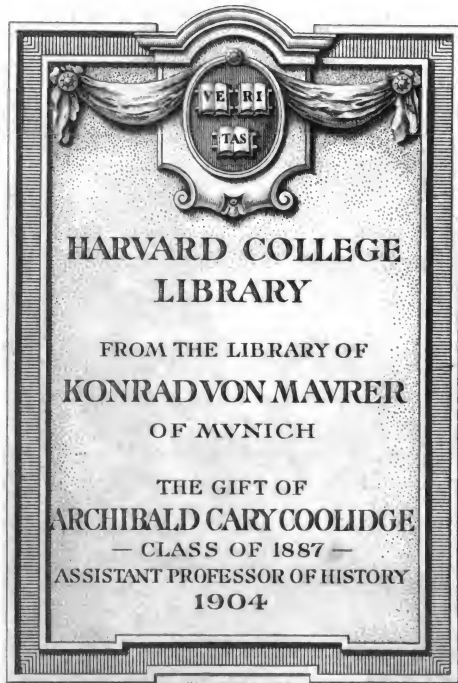 VE RI
TAS
HARVARD COLLEGE
LIBRARY
FROM THE LIBRARY OF
KONRAD VON MAVRER
OF MVNICH
THE GIFT OF
ARCHIBALD CARY COOLIDGE
— CLASS OF 1887 —
ASSISTANT PROFESSOR OF HISTORY
1904